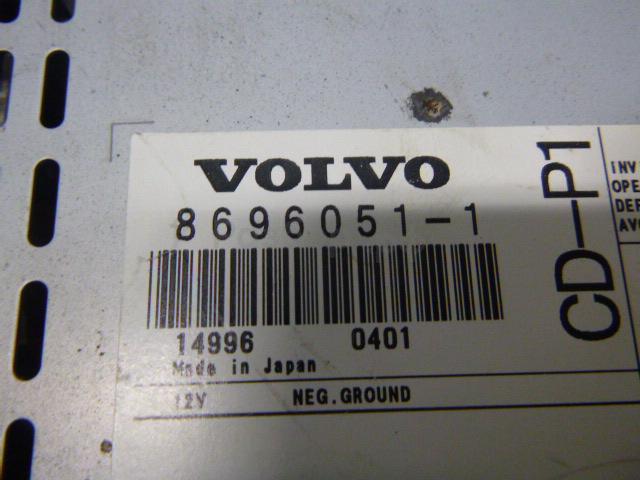 VOLVO
8696051-1
14996 0401
Made in Japan
12V NEG.GROUND
CD-P1
INV
OPE
DEF
AV